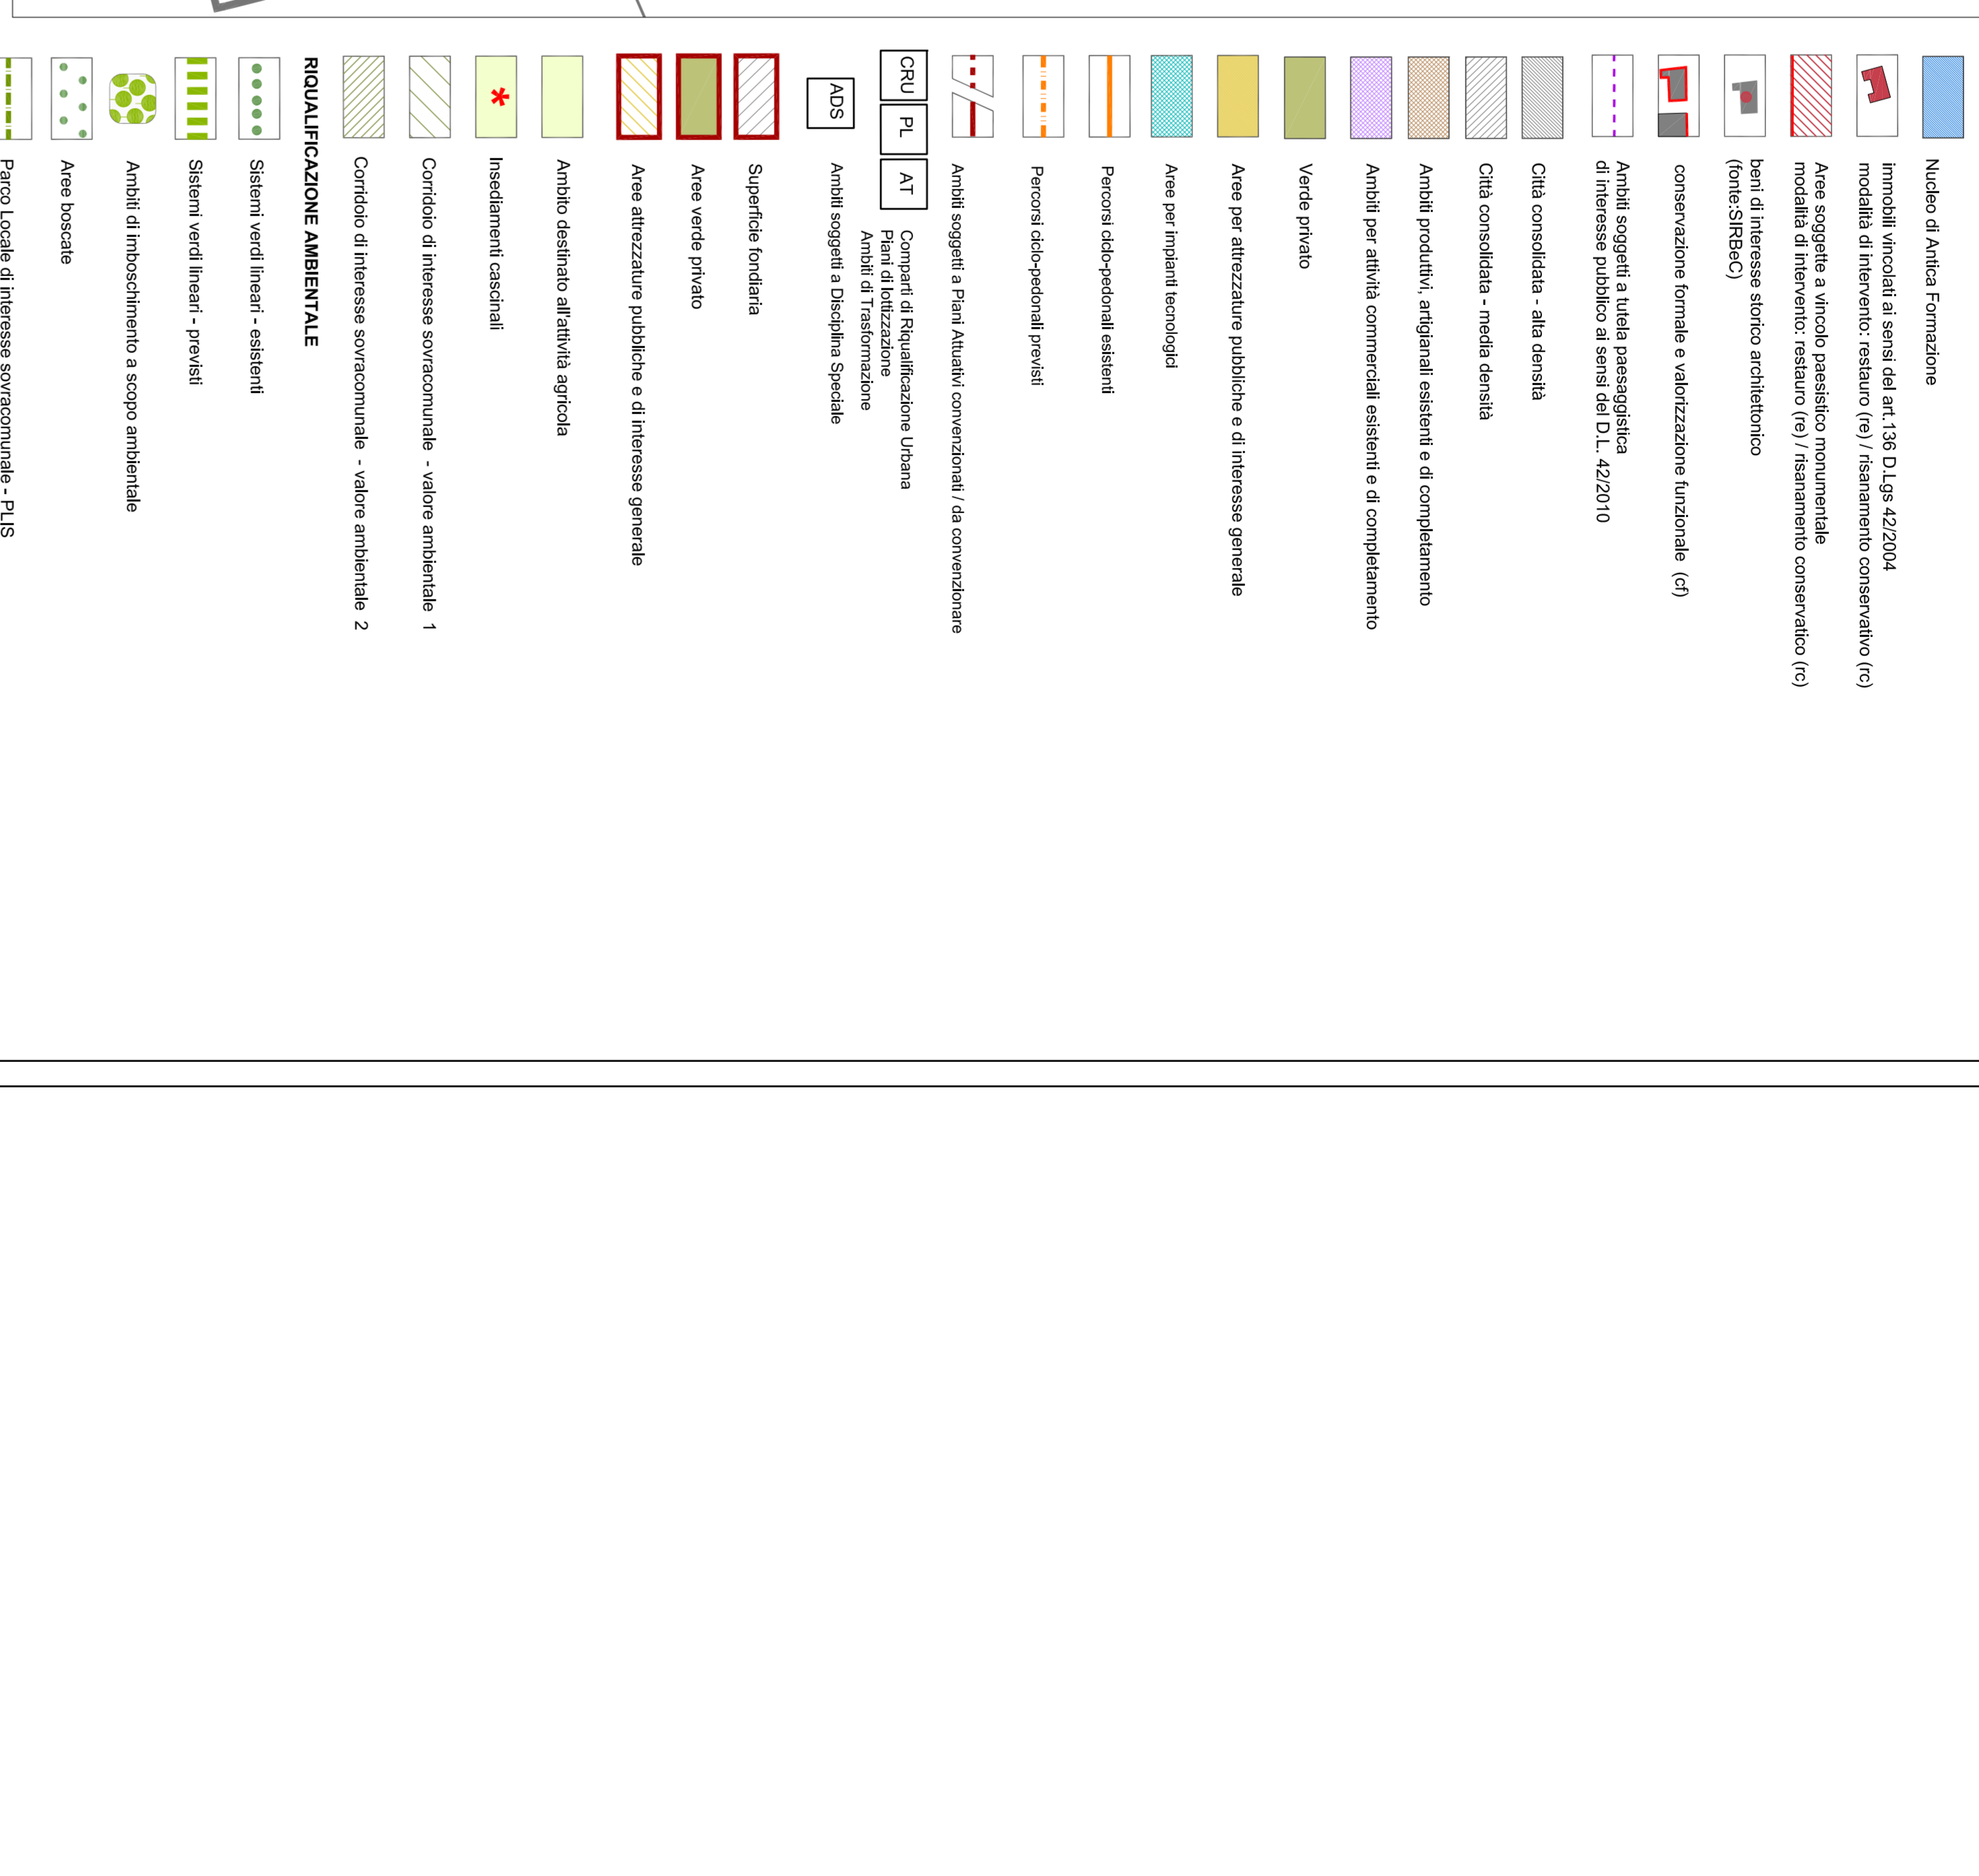 Nucleo di Antica Formazione
immobili vincolati ai sensi del art.136 D.Lgs 42/2004
modalità di intervento: restauro (re) / risanamento conservativo (rc)
Aree soggette a vincolo paesistico monumentale
modalità di intervento: restauro (re) / risanamento conservatico (rc)
beni di interesse storico architettonico
(fonte:SIRBeC)
conservazione formale e valorizzazione funzionale (cf)
Ambiti soggetti a tutela paesaggistica
di interesse pubblico ai sensi del D.L. 42/2010
Città consolidata - alta densità
Città consolidata - media densità
Ambiti produttivi, artigianali esistenti e di completamento
Ambiti per attività commerciali esistenti e di completamento
Verde privato
Aree per attrezzature pubbliche e di interesse generale
Aree per impianti tecnologici
Percorsi ciclo-pedonali esistenti
Percorsi ciclo-pedonali previsti
Ambiti soggetti a Piani Attuativi convenzionati / da convenzionare
CRU PL AT
Comparti di Riqualificazione Urbana
Piani di lottizzazione
Ambiti di Trasformazione
ADS Ambiti soggetti a Disciplina Speciale
Superficie fondiaria
Aree verde privato
Aree attrezzature pubbliche e di interesse generale
Ambito destinato all'attività agricola
* Insediamenti cascinali
Corridoio di interesse sovracomunale - valore ambientale 1
Corridoio di interesse sovracomunale - valore ambientale 2
RIQUALIFICAZIONE AMBIENTALE
Sistemi verdi lineari - esistenti
Sistemi verdi lineari - previsti
Ambiti di imboschimento a scopo ambientale
Aree boscate
Parco Locale di interesse sovracomunale - PLIS